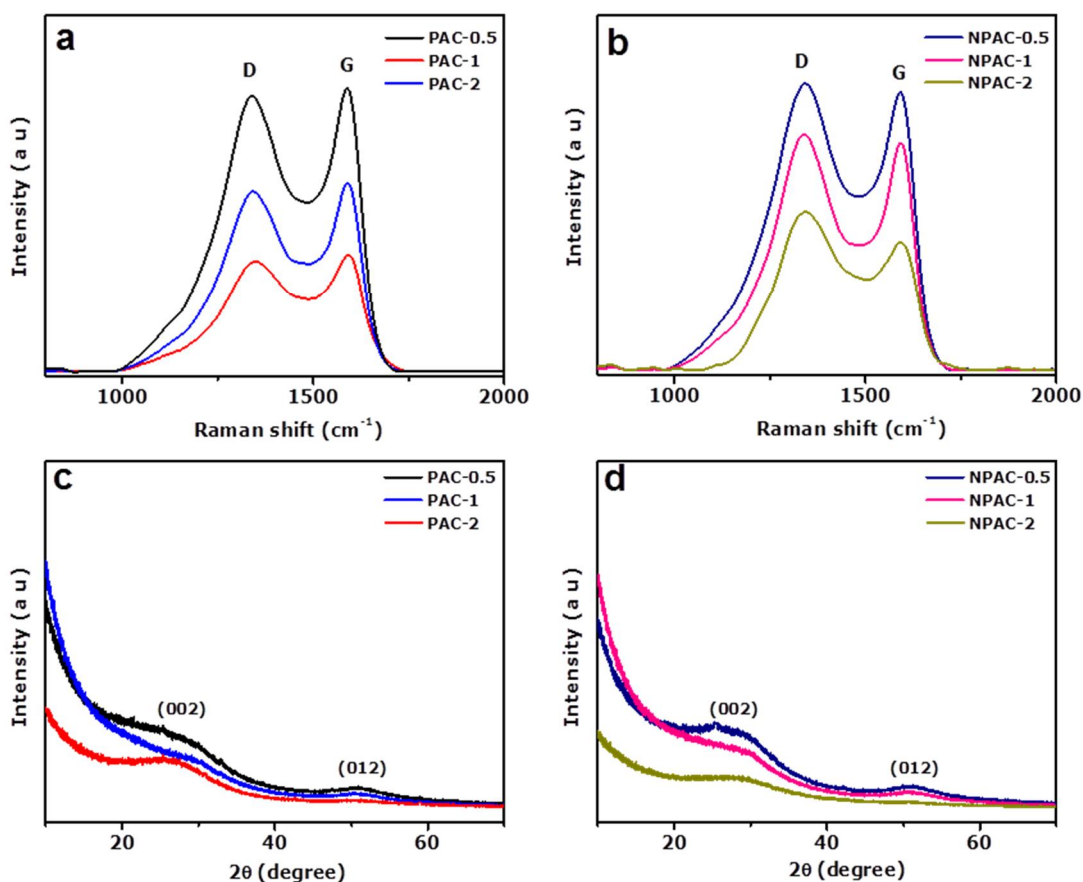 a
PAC-0.5
PAC-1
PAC-2
D
G
Intensity (a u)
1000
1500
2000
Raman shift (cm⁻¹)
b
NPAC-0.5
NPAC-1
NPAC-2
D
G
Intensity (a u)
1000
1500
2000
Raman shift (cm⁻¹)
c
PAC-0.5
PAC-1
PAC-2
(002)
(012)
Intensity (a u)
20
40
60
2θ (degree)
d
NPAC-0.5
NPAC-1
NPAC-2
(002)
(012)
Intensity (a u)
20
40
60
2θ (degree)